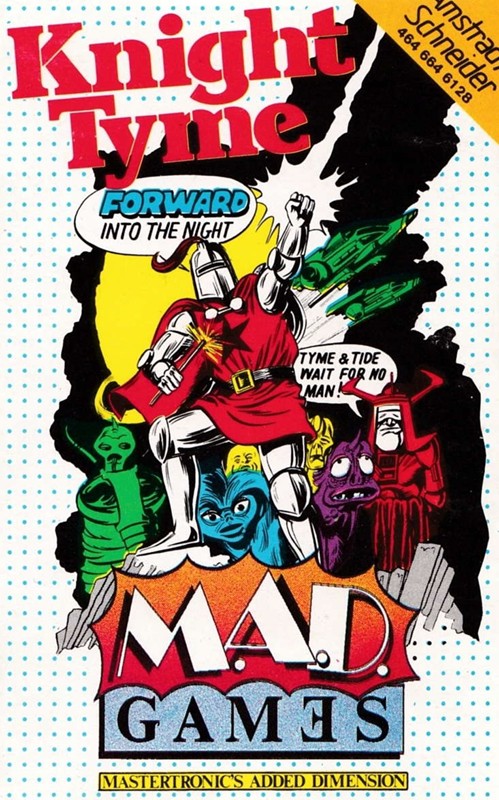 Knight
Tyme
Amstrad
Schneider
464 664 6128
FORWARD
INTO THE NIGHT
TYME & TIDE
WAIT FOR NO
MAN!
M.A.D.
GAMƎS
MASTERTRONIC'S ADDED DIMENSION